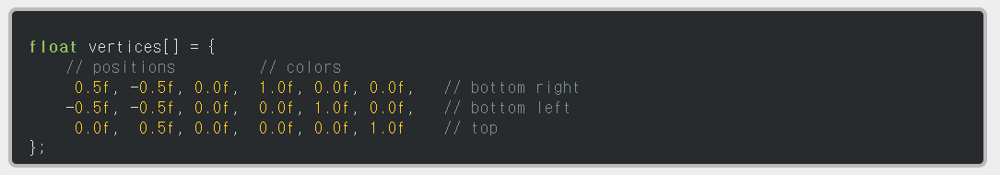 float vertices[] = {
    // positions         // colors
     0.5f, -0.5f, 0.0f,  1.0f, 0.0f, 0.0f,   // bottom right
    -0.5f, -0.5f, 0.0f,  0.0f, 1.0f, 0.0f,   // bottom left
     0.0f,  0.5f, 0.0f,  0.0f, 0.0f, 1.0f    // top
};